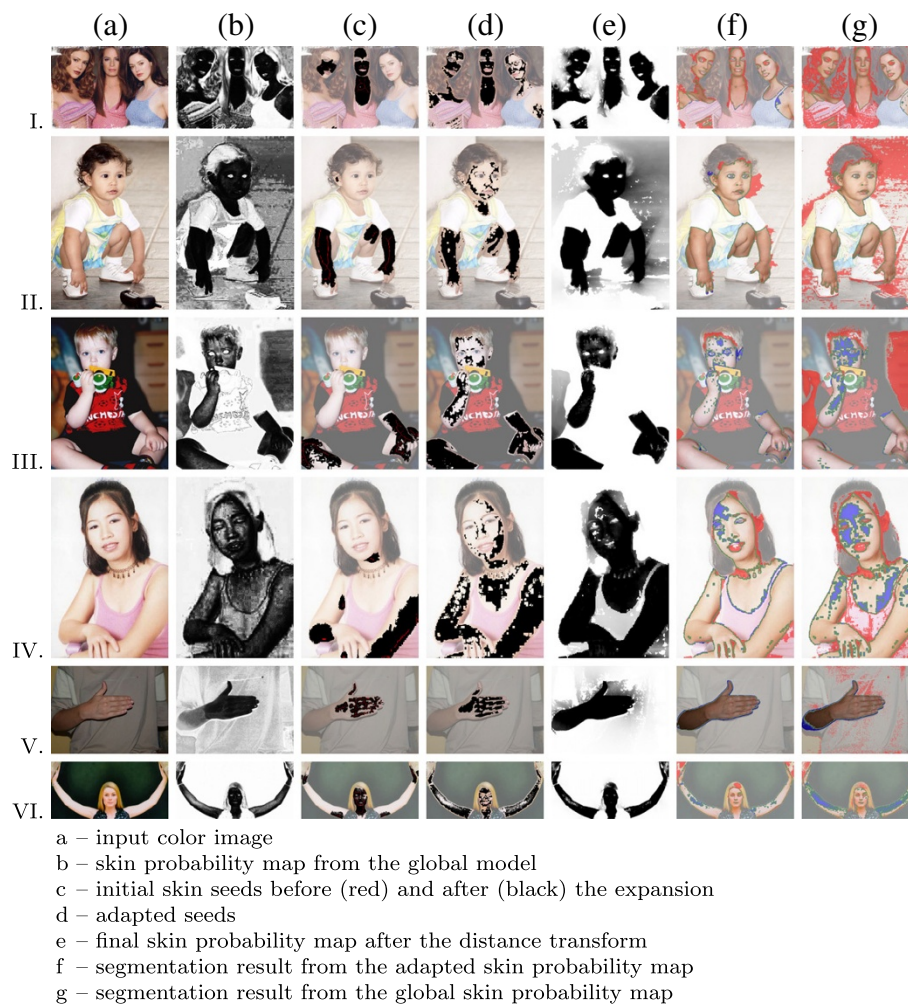 (a) (b) (c) (d) (e) (f) (g)
I.
II.
III.
IV.
V.
VI.
a – input color image
b – skin probability map from the global model
c – initial skin seeds before (red) and after (black) the expansion
d – adapted seeds
e – final skin probability map after the distance transform
f – segmentation result from the adapted skin probability map
g – segmentation result from the global skin probability map